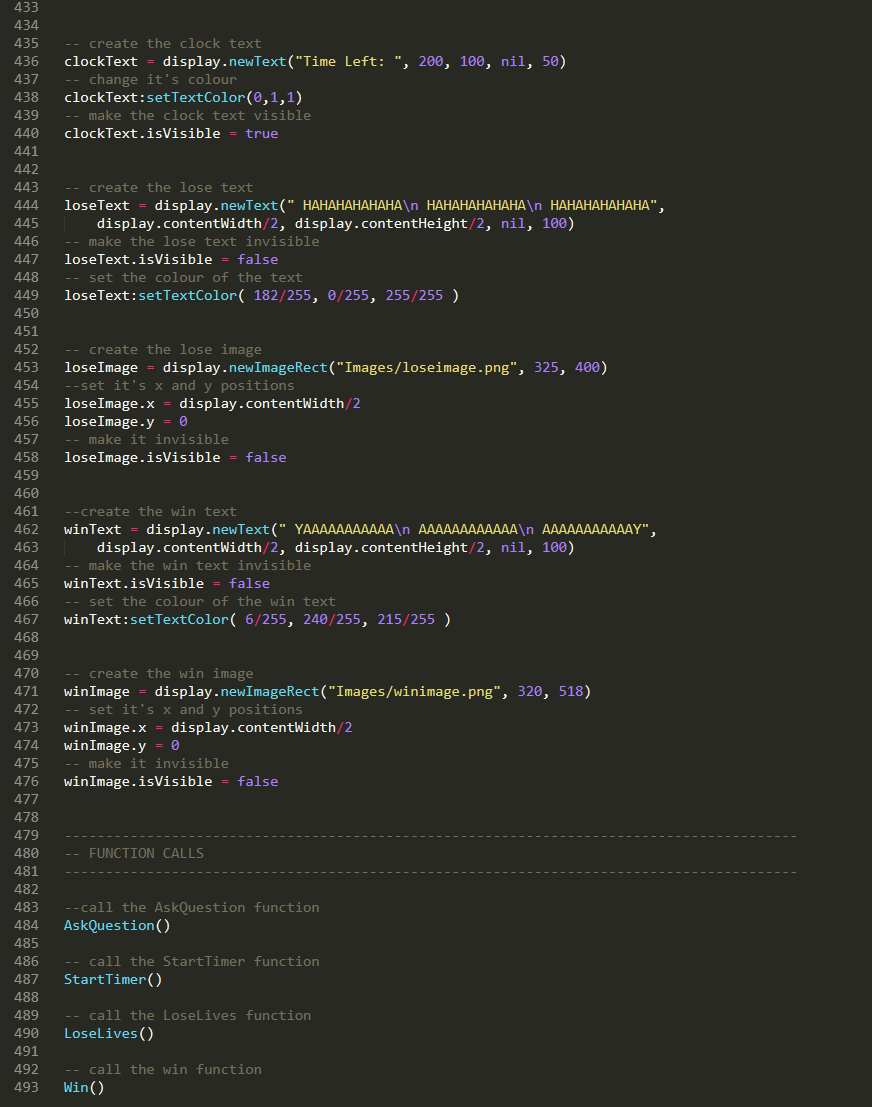 433
434
435 -- create the clock text
436 clockText = display.newText("Time Left: ", 200, 100, nil, 50)
437 -- change it's colour
438 clockText:setTextColor(0,1,1)
439 -- make the clock text visible
440 clockText.isVisible = true
441
442
443 -- create the lose text
444 loseText = display.newText(" HAHAHAHAHAHA\n HAHAHAHAHAHA\n HAHAHAHAHAHA",
445 display.contentWidth/2, display.contentHeight/2, nil, 100)
446 -- make the lose text invisible
447 loseText.isVisible = false
448 -- set the colour of the text
449 loseText:setTextColor( 182/255, 0/255, 255/255 )
450
451
452 -- create the lose image
453 loseImage = display.newImageRect("Images/loseimage.png", 325, 400)
454 --set it's x and y positions
455 loseImage.x = display.contentWidth/2
456 loseImage.y = 0
457 -- make it invisible
458 loseImage.isVisible = false
459
460
461 --create the win text
462 winText = display.newText(" YAAAAAAAAAAA\n AAAAAAAAAAAA\n AAAAAAAAAAAY",
463 display.contentWidth/2, display.contentHeight/2, nil, 100)
464 -- make the win text invisible
465 winText.isVisible = false
466 -- set the colour of the win text
467 winText:setTextColor( 6/255, 240/255, 215/255 )
468
469
470 -- create the win image
471 winImage = display.newImageRect("Images/winimage.png", 320, 518)
472 -- set it's x and y positions
473 winImage.x = display.contentWidth/2
474 winImage.y = 0
475 -- make it invisible
476 winImage.isVisible = false
477
478
479 -----------------------------------------------------------------------------------------
480 -- FUNCTION CALLS
481 -----------------------------------------------------------------------------------------
482
483 --call the AskQuestion function
484 AskQuestion()
485
486 -- call the StartTimer function
487 StartTimer()
488
489 -- call the LoseLives function
490 LoseLives()
491
492 -- call the win function
493 Win()